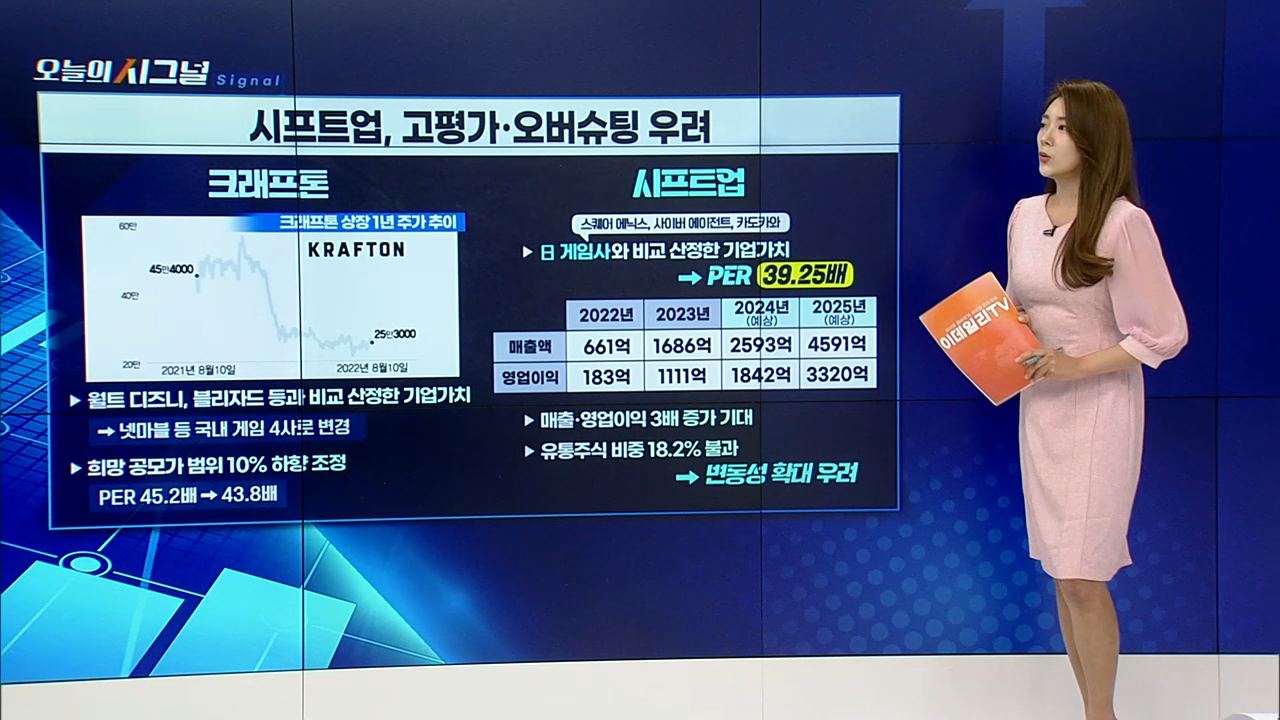 오늘의 시그널 Signal
시프트업, 고평가·오버슈팅 우려
크래프톤
크래프톤 상장 1년 주가 추이
60만
KRAFTON
45만4000
40만
25만3000
20만
2021년 8월10일 2022년 8월10일
▶ 월트 디즈니, 블리자드 등과 비교 산정한 기업가치
➡ 넷마블 등 국내 게임 4사로 변경
▶ 희망 공모가 범위 10% 하향 조정
PER 45.2배 ➡ 43.8배
시프트업
스퀘어 에닉스, 사이버 에이전트, 카도카와
▶ 日 게임사와 비교 산정한 기업가치
➡ PER 39.25배
2022년 2023년 2024년 (예상) 2025년 (예상)
매출액 661억 1686억 2593억 4591억
영업이익 183억 1111억 1842억 3320억
▶ 매출·영업이익 3배 증가 기대
▶ 유통주식 비중 18.2% 불과
➡ 변동성 확대 우려
이데일리TV